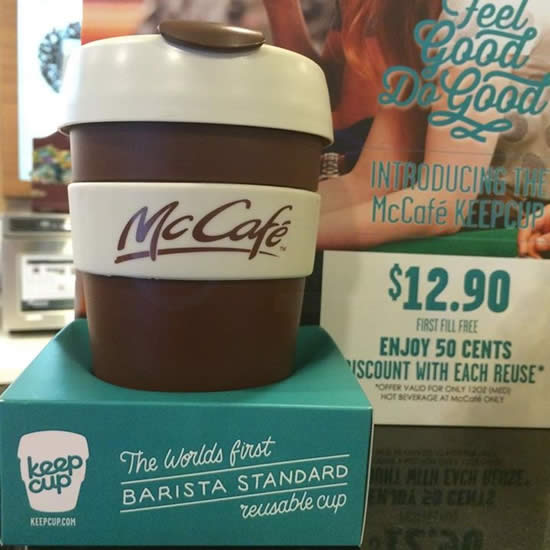 Feel
Good
Do Good
INTRODUCING THE
McCafé KEEPCUP
McCafé™
$12.90
FIRST FILL FREE
ENJOY 50 CENTS
ISCOUNT WITH EACH REUSE*
*OFFER VALID FOR ONLY 12OZ (MED)
HOT BEVERAGE AT McCafé ONLY
keep
cup
KEEPCUP.COM
The Worlds first
BARISTA STANDARD
reusable cup